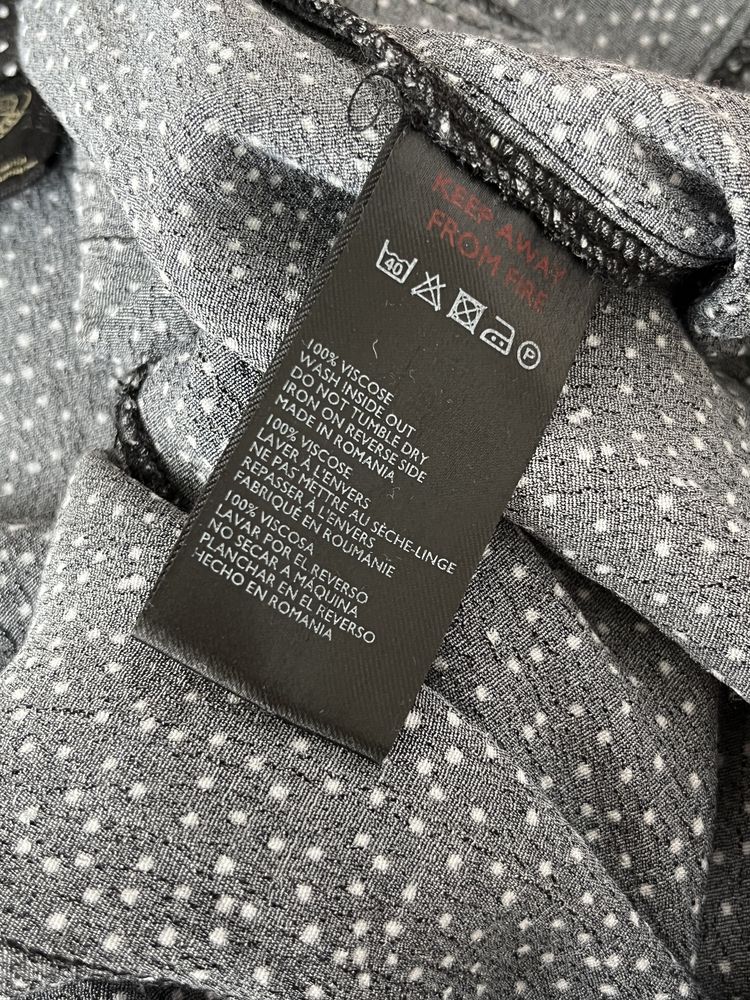 KEEP AWAY
FROM FIRE
40
P
100% VISCOSE
WASH INSIDE OUT
DO NOT TUMBLE DRY
IRON ON REVERSE SIDE
MADE IN ROMANIA
100% VISCOSE
LAVER À L'ENVERS
NE PAS METTRE AU SÈCHE-LINGE
REPASSER À L'ENVERS
FABRIQUÉ EN ROUMANIE
100% VISCOSA
LAVAR POR EL REVERSO
NO SECAR A MÁQUINA
PLANCHAR EN EL REVERSO
HECHO EN ROMANIA